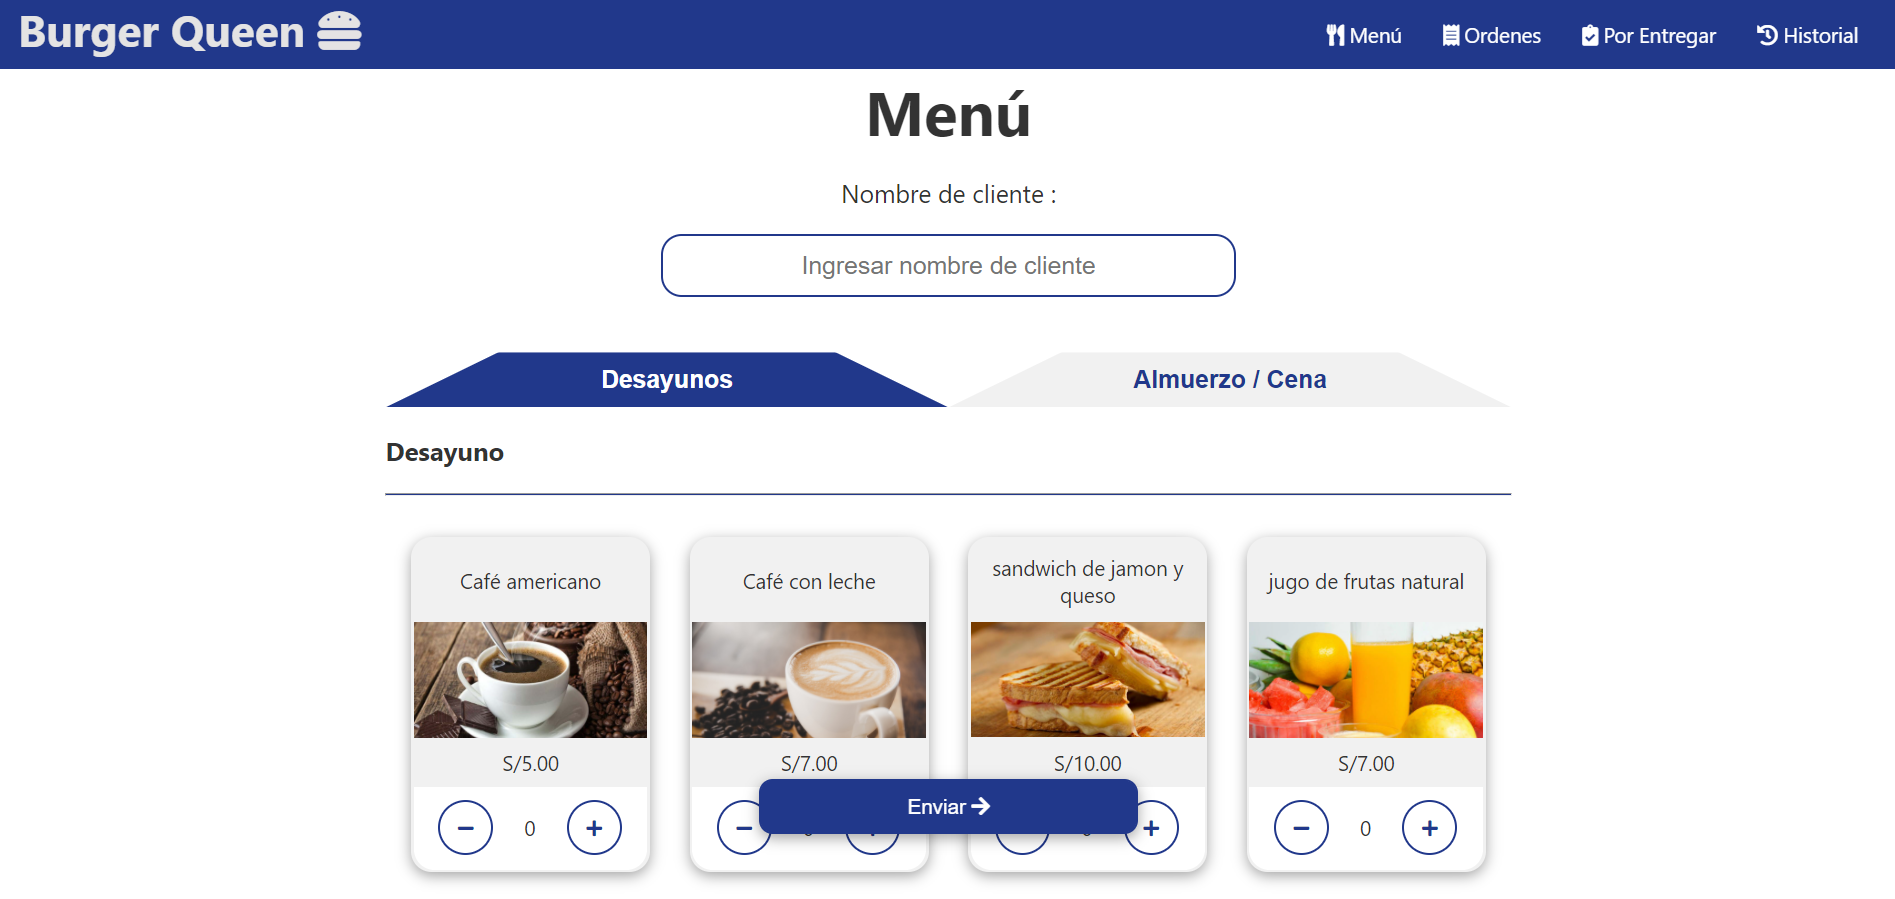 Burger Queen
Menú
Ordenes
Por Entregar
Historial
Menú
Nombre de cliente :
Ingresar nombre de cliente
Desayunos
Almuerzo / Cena
Desayuno
Café americano
Café con leche
sandwich de jamon y
queso
jugo de frutas natural
S/5.00
S/7.00
S/10.00
S/7.00
Enviar
0
0